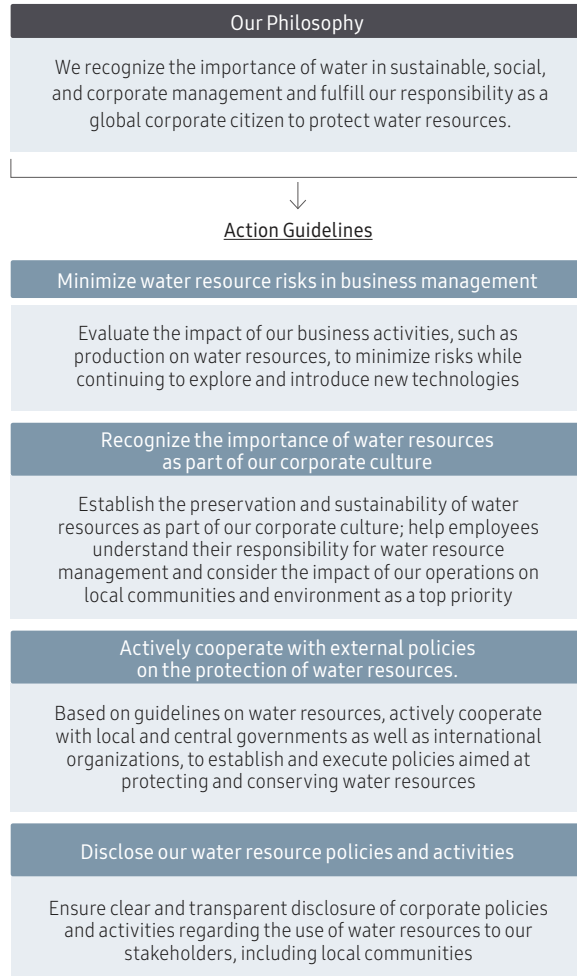 Our Philosophy
We recognize the importance of water in sustainable, social,
and corporate management and fulfill our responsibility as a
global corporate citizen to protect water resources.
Action Guidelines
Minimize water resource risks in business management
Evaluate the impact of our business activities, such as
production on water resources, to minimize risks while
continuing to explore and introduce new technologies
Recognize the importance of water resources
as part of our corporate culture
Establish the preservation and sustainability of water
resources as part of our corporate culture; help employees
understand their responsibility for water resource
management and consider the impact of our operations on
local communities and environment as a top priority
Actively cooperate with external policies
on the protection of water resources.
Based on guidelines on water resources, actively cooperate
with local and central governments as well as international
organizations, to establish and execute policies aimed at
protecting and conserving water resources
Disclose our water resource policies and activities
Ensure clear and transparent disclosure of corporate policies
and activities regarding the use of water resources to our
stakeholders, including local communities